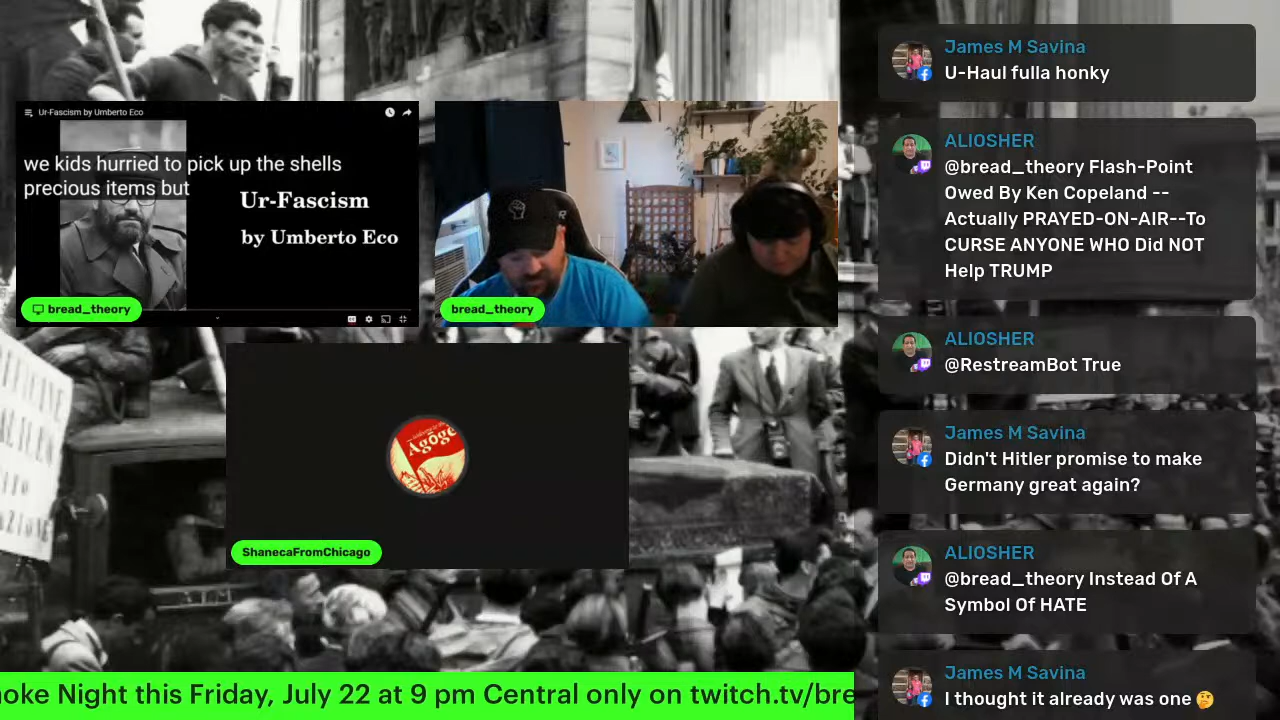 Ur-Fascism by Umberto Eco
we kids hurried to pick up the shells
precious items but
Ur-Fascism
by Umberto Eco
bread_theory
bread_theory
Agōge
ShanecaFromChicago
oke Night this Friday, July 22 at 9 pm Central only on twitch.tv/bre
James M Savina
U-Haul fulla honky
ALIOSHER
@bread_theory Flash-Point
Owed By Ken Copeland --
Actually PRAYED-ON-AIR--To
CURSE ANYONE WHO Did NOT
Help TRUMP
ALIOSHER
@RestreamBot True
James M Savina
Didn't Hitler promise to make
Germany great again?
ALIOSHER
@bread_theory Instead Of A
Symbol Of HATE
James M Savina
I thought it already was one 🤔